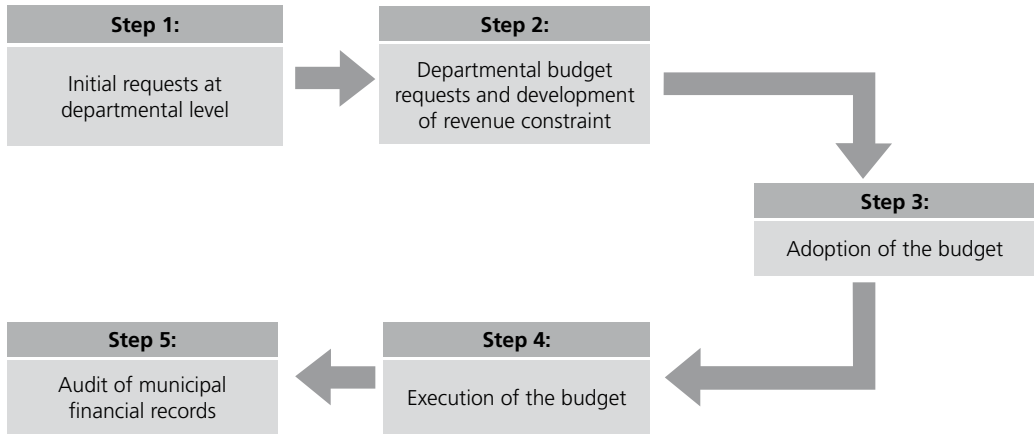 Step 1:
Initial requests at
departmental level
Step 2:
Departmental budget
requests and development
of revenue constraint
Step 3:
Adoption of the budget
Step 4:
Execution of the budget
Step 5:
Audit of municipal
financial records